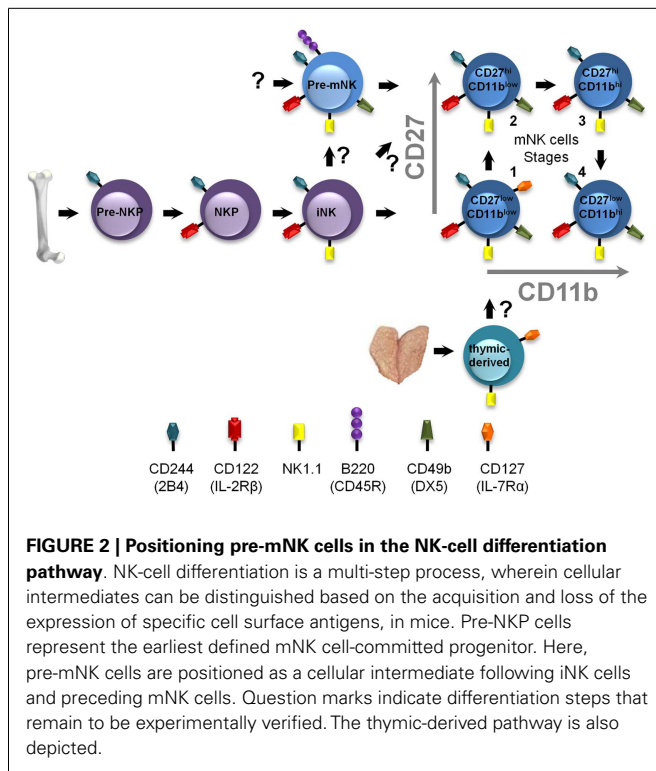 ?
Pre-mNK
CD27hi
CD11blow
2
CD27hi
CD11bhi
3
mNK cells
Stages
CD27
?
?
1
4
Pre-NKP
NKP
iNK
CD27low
CD11blow
CD27low
CD11bhi
CD11b
?
thymic-
derived
CD244
(2B4)
CD122
(IL-2Rβ)
NK1.1
B220
(CD45R)
CD49b
(DX5)
CD127
(IL-7Rα)
FIGURE 2 | Positioning pre-mNK cells in the NK-cell differentiation
pathway. NK-cell differentiation is a multi-step process, wherein cellular
intermediates can be distinguished based on the acquisition and loss of the
expression of specific cell surface antigens, in mice. Pre-NKP cells
represent the earliest defined mNK cell-committed progenitor. Here,
pre-mNK cells are positioned as a cellular intermediate following iNK cells
and preceding mNK cells. Question marks indicate differentiation steps that
remain to be experimentally verified. The thymic-derived pathway is also
depicted.